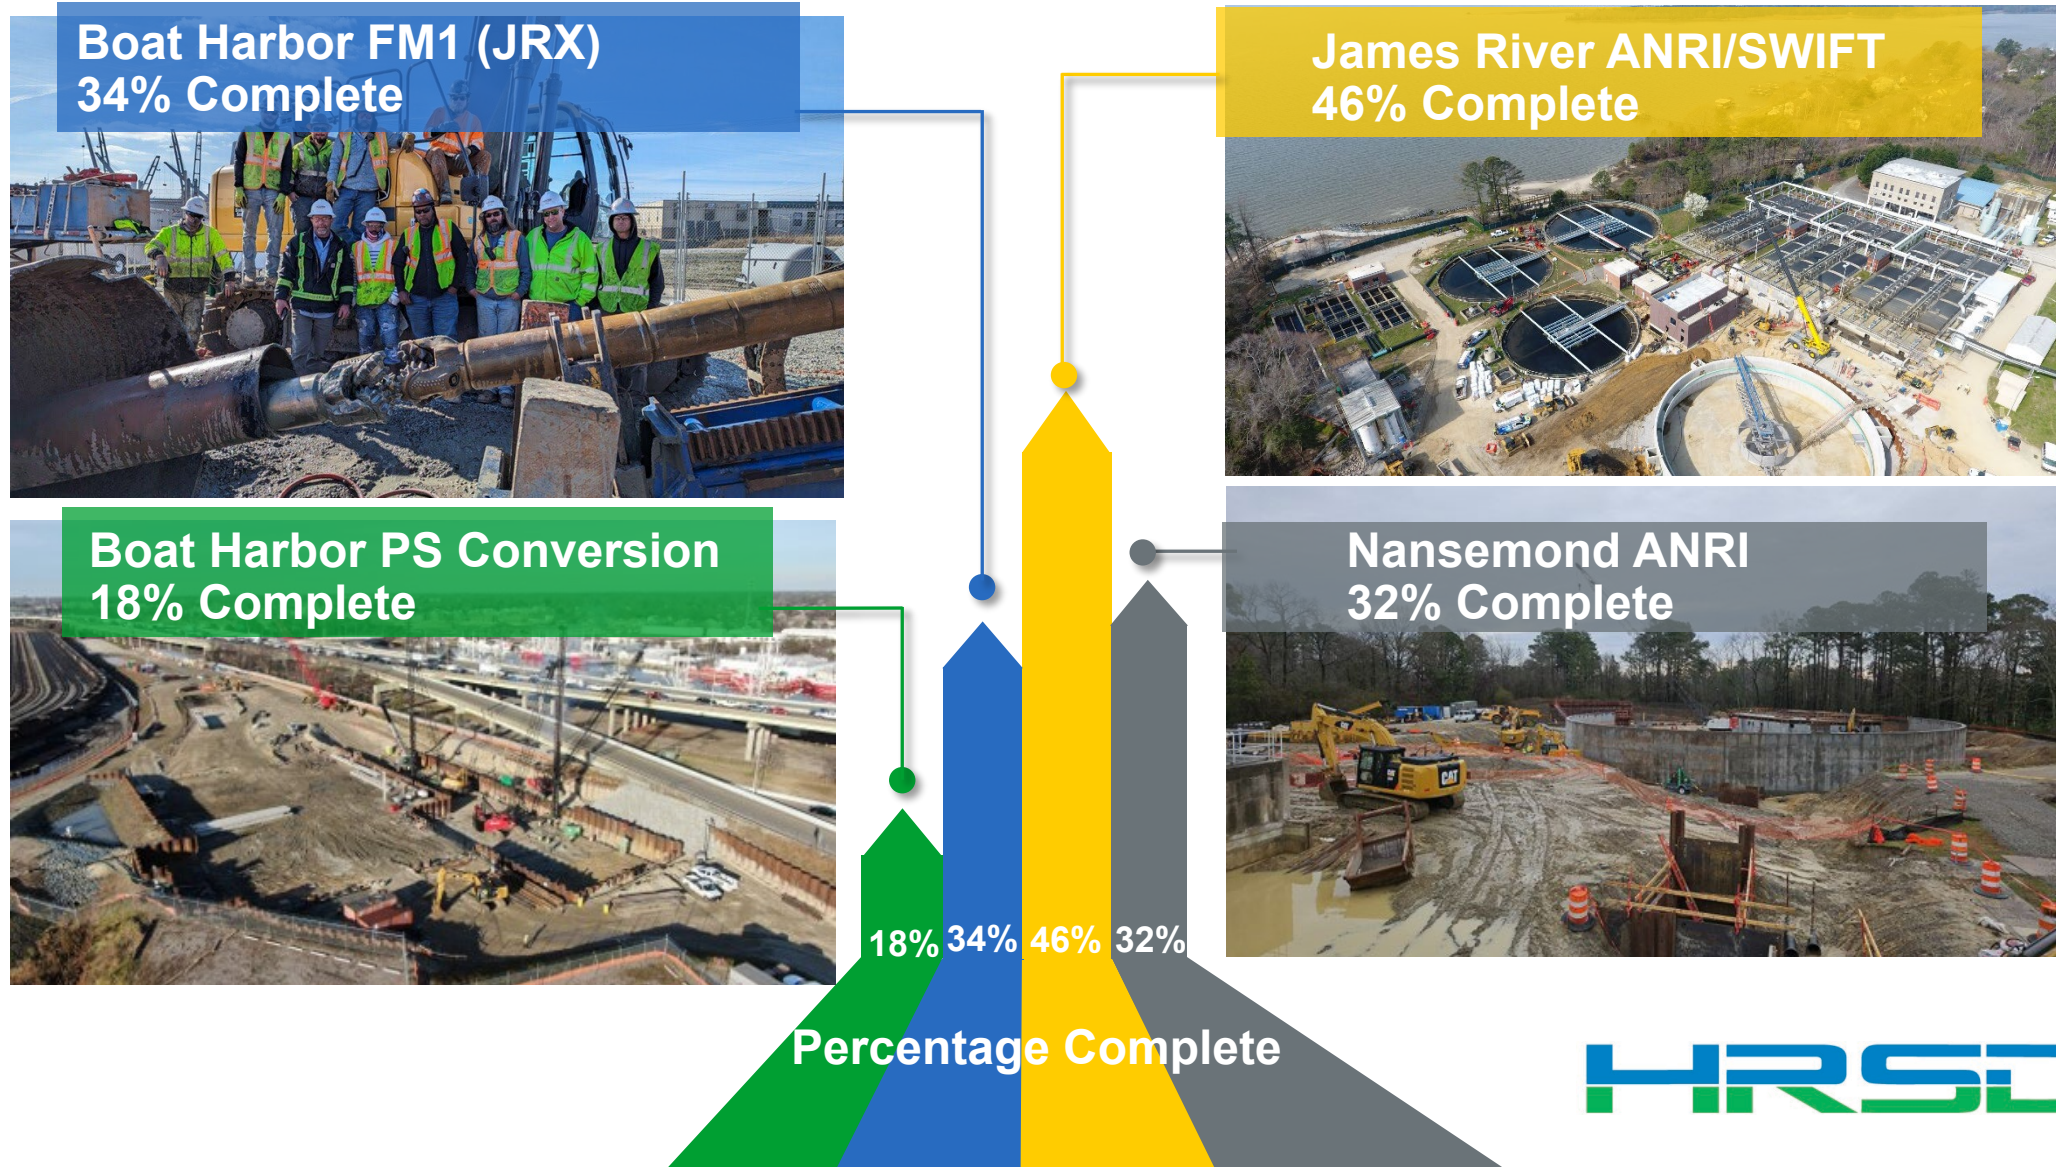 Boat Harbor FM1 (JRX)
34% Complete
James River ANRI/SWIFT
46% Complete
Boat Harbor PS Conversion
18% Complete
Nansemond ANRI
32% Complete
CAT
18%
34%
46%
32%
Percentage Complete
HRSD